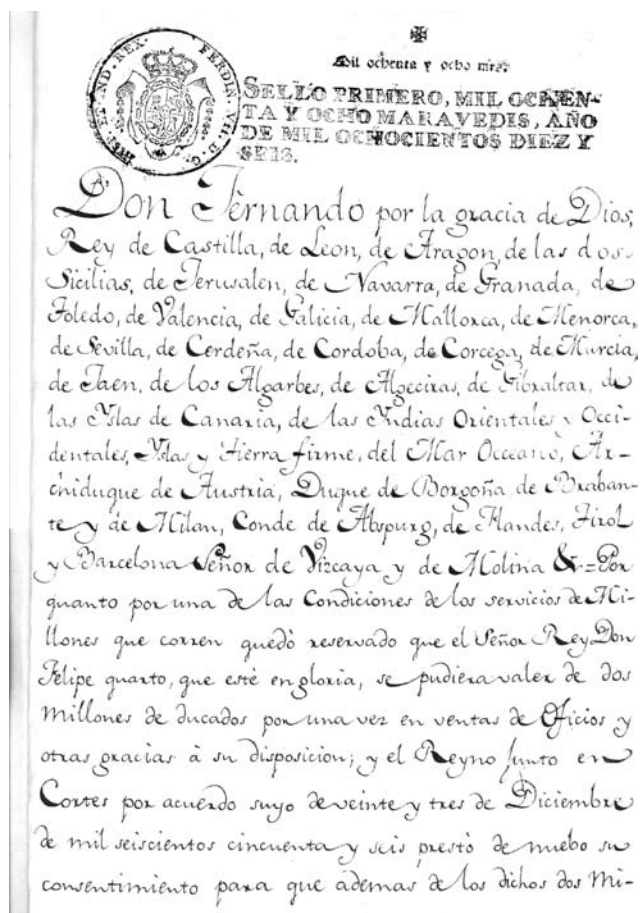 HISP. ET IND. REX. FERDIN. VII. D. G.
Mil ochenta y ocho mrs.
SELLO PRIMERO, MIL OCHEN-
TA Y OCHO MARAVEDIS, AÑO
DE MIL OCHOCIENTOS DIEZ Y
SEIS.
Don Fernando por la gracia de Dios,
Rey de Castilla, de Leon, de Aragon, de las dos
Sicilias, de Jerusalen, de Navarra, de Granada, de
Toledo, de Valencia, de Galicia, de Mallorca, de Menorca,
de Sevilla, de Cerdeña, de Cordoba, de Corcega, de Murcia,
de Jaen, de los Algarbes, de Algeciras, de Gibraltar, de
las Yslas de Canaria, de las Yndias Orientales y Occi-
dentales, Yslas y Tierra firme, del Mar Occeano, Ar-
chiduque de Austria, Duque de Borgoña de Braban-
te y de Milan, Conde de Abspurg, de Flandes, Tirol
y Barcelona Señor de Vizcaya y de Molina &=Por
quanto por una de las Condiciones de los servicios de Mi-
llones que corren quedó reservado que el Señor Rey Don
Felipe quarto, que esté en gloria, se pudiera valer de dos
Millones de ducados por una vez en ventas de Oficios y
otras gracias á su disposicion; y el Reyno Junto en
Cortes por acuerdo suyo de veinte y tres de Diciembre
de mil seiscientos cincuenta y seis prestó de nuebo su
consentimiento para que ademas de los dichos dos Mi-